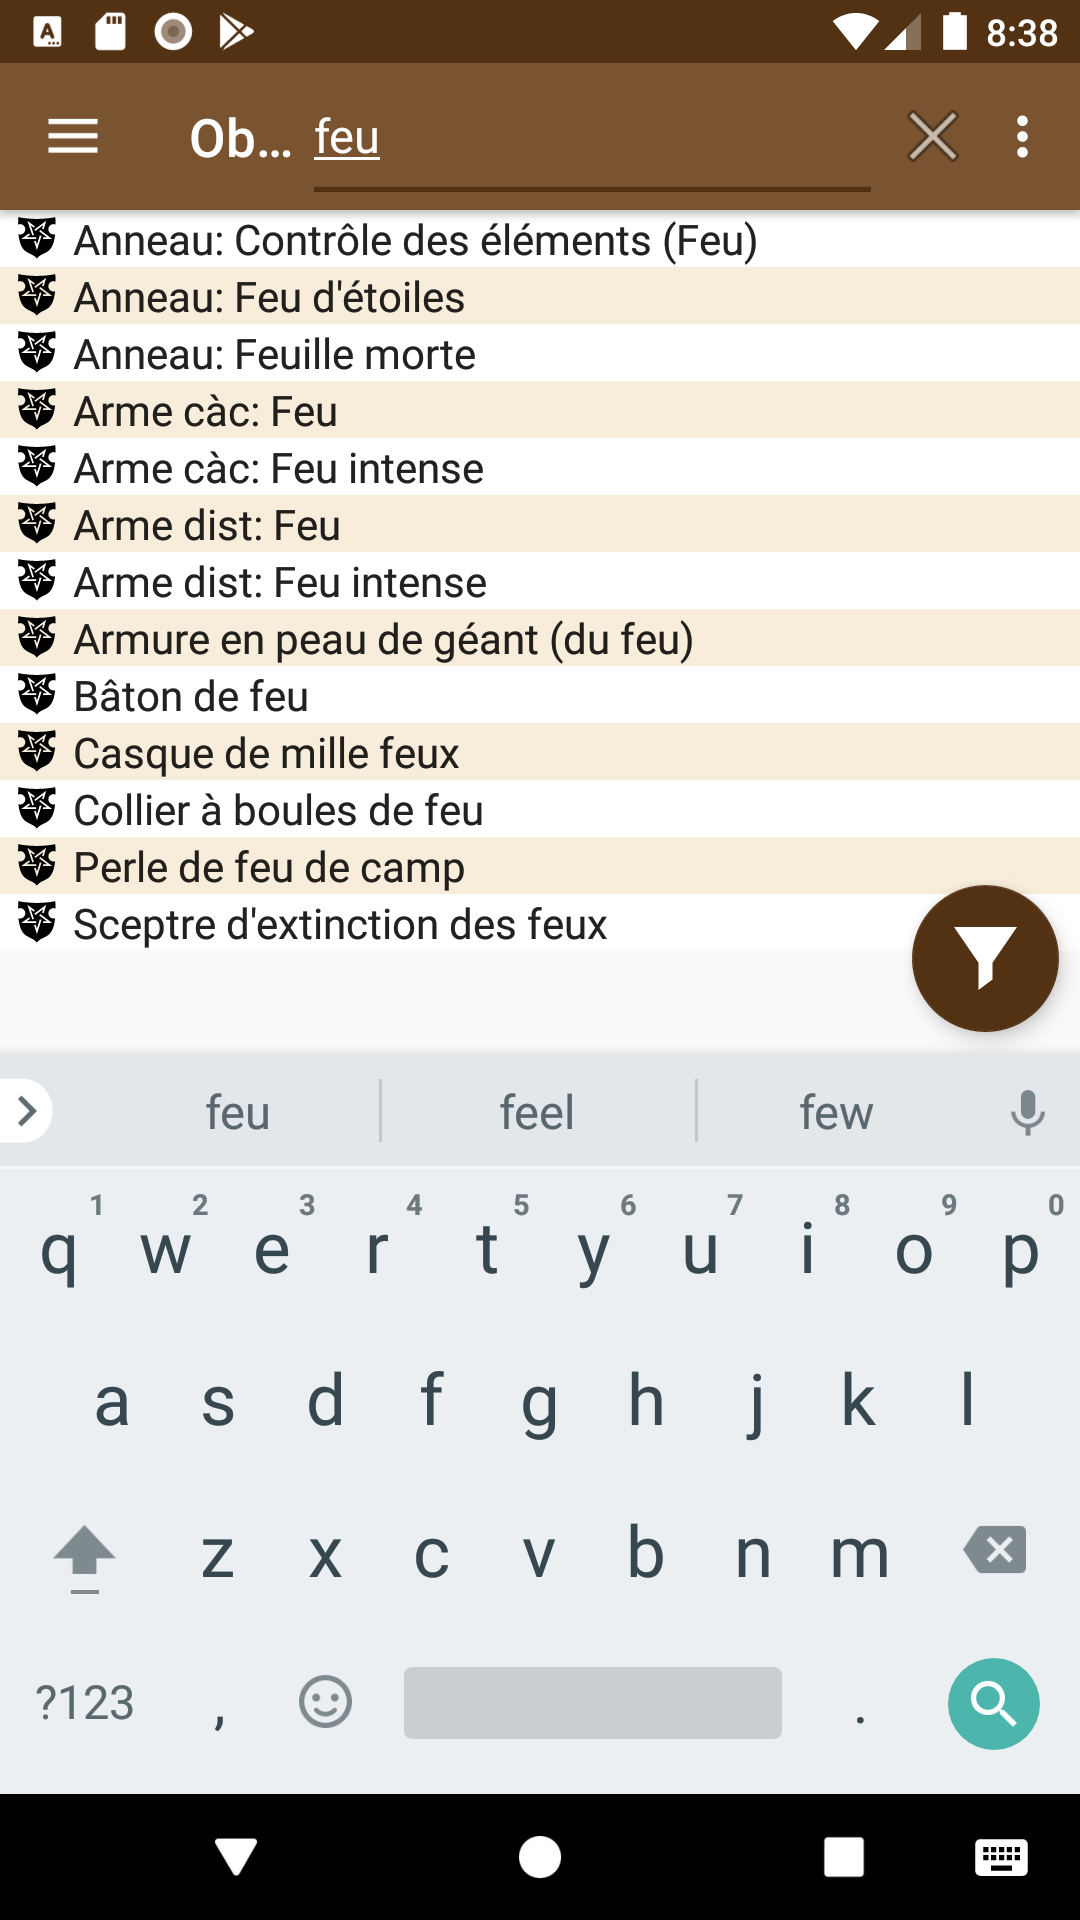 8:38
Ob... feu
Anneau: Contrôle des éléments (Feu)
Anneau: Feu d'étoiles
Anneau: Feuille morte
Arme càc: Feu
Arme càc: Feu intense
Arme dist: Feu
Arme dist: Feu intense
Armure en peau de géant (du feu)
Bâton de feu
Casque de mille feux
Collier à boules de feu
Perle de feu de camp
Sceptre d'extinction des feux
feu feel few
1 2 3 4 5 6 7 8 9 0
q w e r t y u i o p
a s d f g h j k l
z x c v b n m
?123 , .